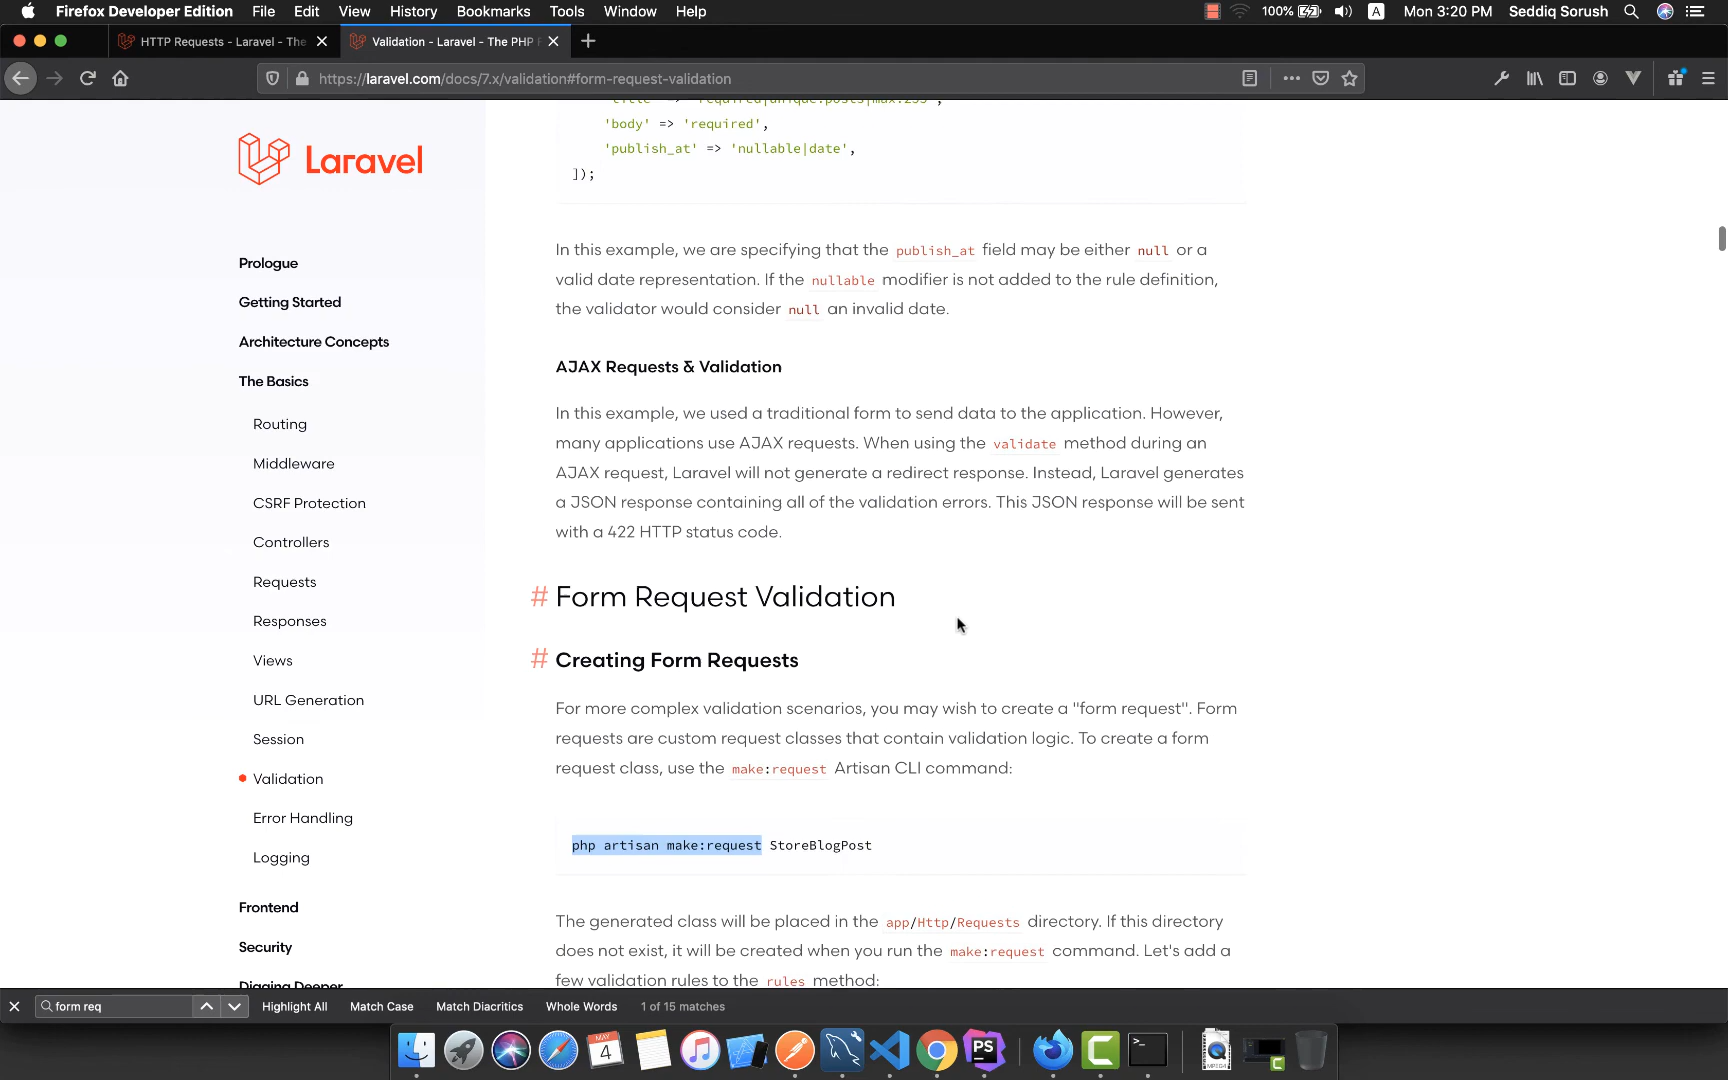 Firefox Developer Edition File Edit View History Bookmarks Tools Window Help 100% A Mon 3:20 PM Seddiq Sorush
HTTP Requests - Laravel - The Validation - Laravel - The PHP
https://laravel.com/docs/7.x/validation#form-request-validation
Laravel
Prologue
Getting Started
Architecture Concepts
The Basics
Routing
Middleware
CSRF Protection
Controllers
Requests
Responses
Views
URL Generation
Session
Validation
Error Handling
Logging
Frontend
Security
Digging Deeper
'title' => 'required|unique:posts|max:255',
'body' => 'required',
'publish_at' => 'nullable|date',
]);
In this example, we are specifying that the publish_at field may be either null or a
valid date representation. If the nullable modifier is not added to the rule definition,
the validator would consider null an invalid date.
AJAX Requests & Validation
In this example, we used a traditional form to send data to the application. However,
many applications use AJAX requests. When using the validate method during an
AJAX request, Laravel will not generate a redirect response. Instead, Laravel generates
a JSON response containing all of the validation errors. This JSON response will be sent
with a 422 HTTP status code.
# Form Request Validation
# Creating Form Requests
For more complex validation scenarios, you may wish to create a "form request". Form
requests are custom request classes that contain validation logic. To create a form
request class, use the make:request Artisan CLI command:
php artisan make:request StoreBlogPost
The generated class will be placed in the app/Http/Requests directory. If this directory
does not exist, it will be created when you run the make:request command. Let's add a
few validation rules to the rules method:
form req Highlight All Match Case Match Diacritics Whole Words 1 of 15 matches
MAY
4
PS
C
>_
MPEG4
C